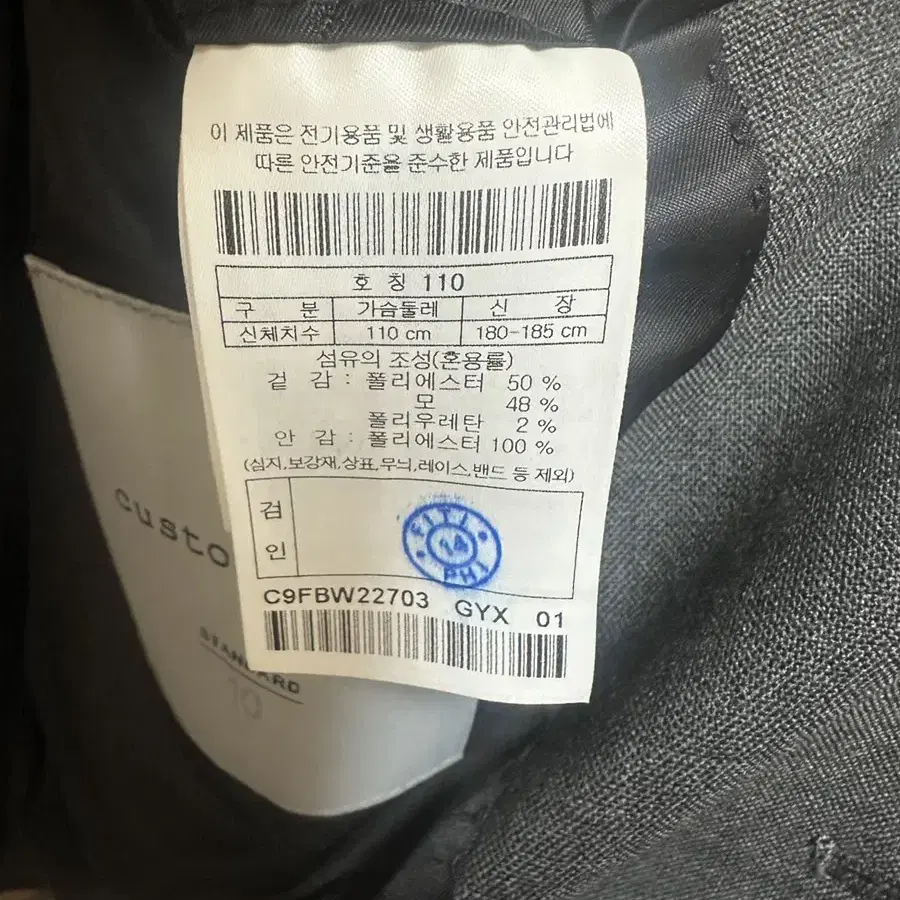 이 제품은 전기용품 및 생활용품 안전관리법에
따른 안전기준을 준수한 제품입니다
호 칭 110
구 분 가슴둘레 신 장
신체치수 110 cm 180-185 cm
섬유의 조성(혼용률)
겉 감 : 폴리에스터 50 %
모 48 %
폴리우레탄 2 %
안 감 : 폴리에스터 100 %
(심지,보강재,상표,무늬,레이스,밴드 등 제외)
검
인
FITI
PHI
C9FBW22703 GYX 01
custo
STANDARD
10